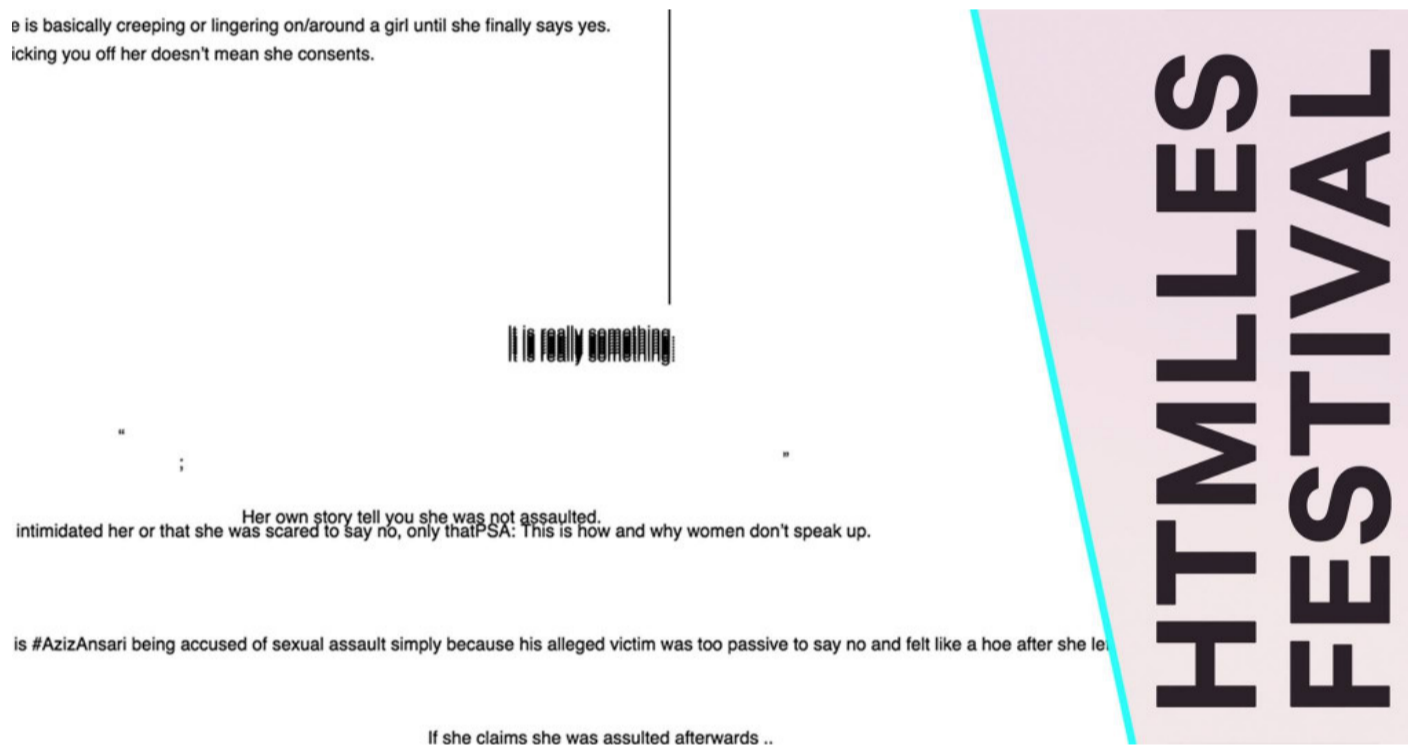 e is basically creeping or lingering on/around a girl until she finally says yes.
icking you off her doesn't mean she consents.
It is really something.
“
”
;
Her own story tell you she was not assaulted.
intimidated her or that she was scared to say no, only thatPSA: This is how and why women don't speak up.
is #AzizAnsari being accused of sexual assault simply because his alleged victim was too passive to say no and felt like a hoe after she le
If she claims she was assulted afterwards ..
HTMLLES
FESTIVAL